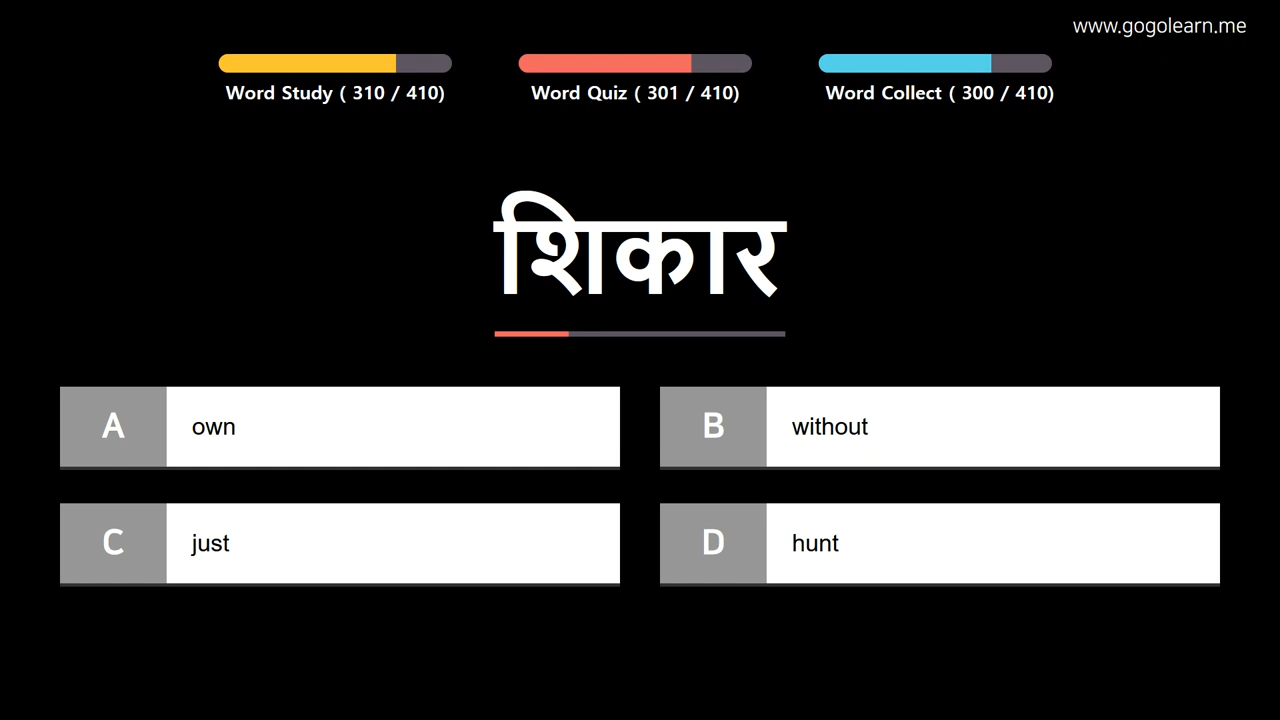 www.gogolearn.me
Word Study ( 310 / 410)
Word Quiz ( 301 / 410)
Word Collect ( 300 / 410)
शिकार
A own
B without
C just
D hunt